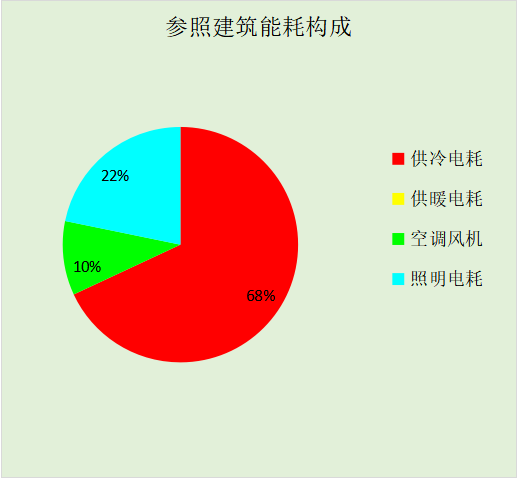 参照建筑能耗构成
供冷电耗
22%
供暖电耗
空调风机
10%
照明电耗
68%